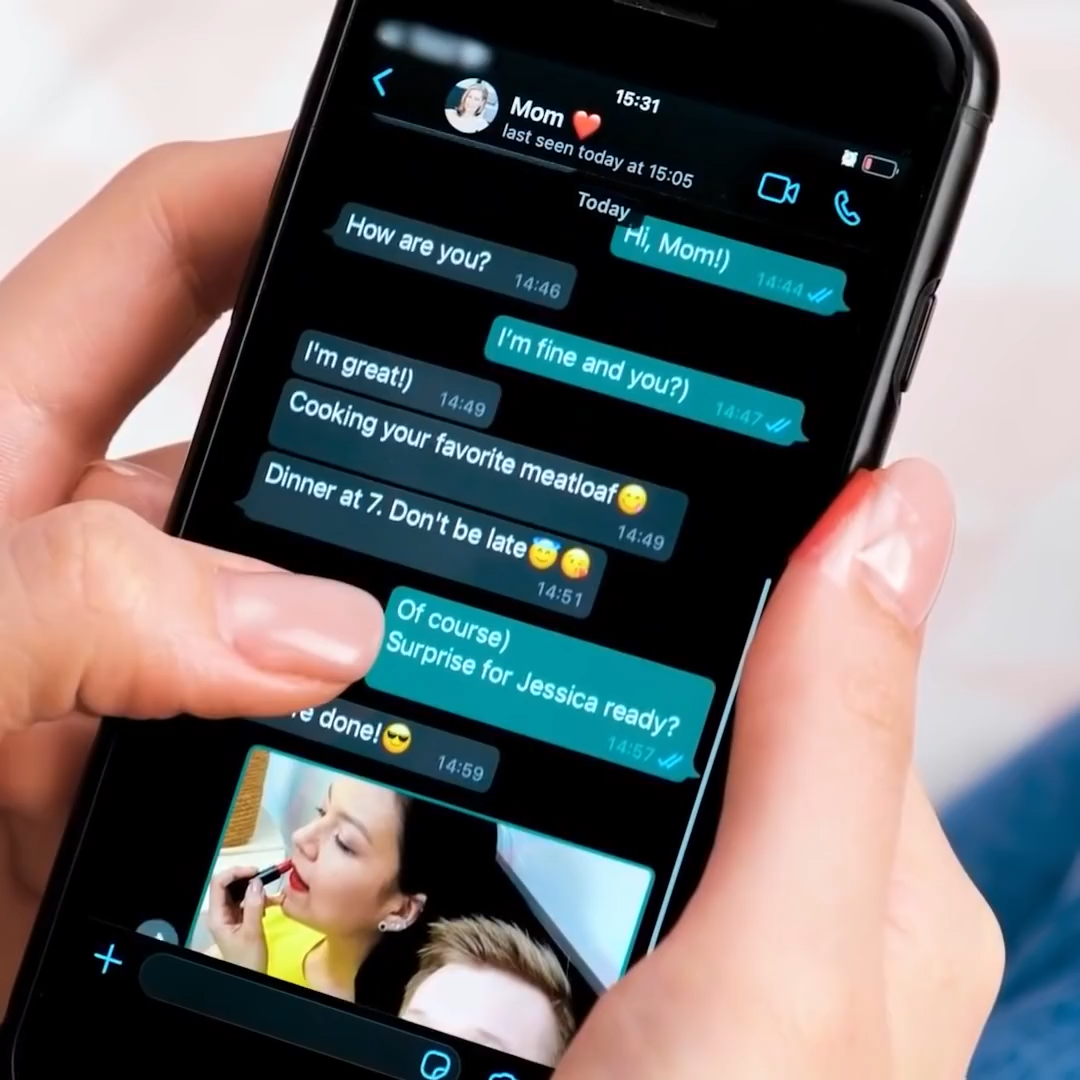 15:31
Mom ❤️
last seen today at 15:05
Today
Hi, Mom!)
14:44
How are you?
14:46
I'm fine and you?)
14:47
I'm great!)
14:49
Cooking your favorite meatloaf😋
14:49
Dinner at 7. Don't be late😇😘
14:51
Of course)
Surprise for Jessica ready?
14:57
done!😎
14:59